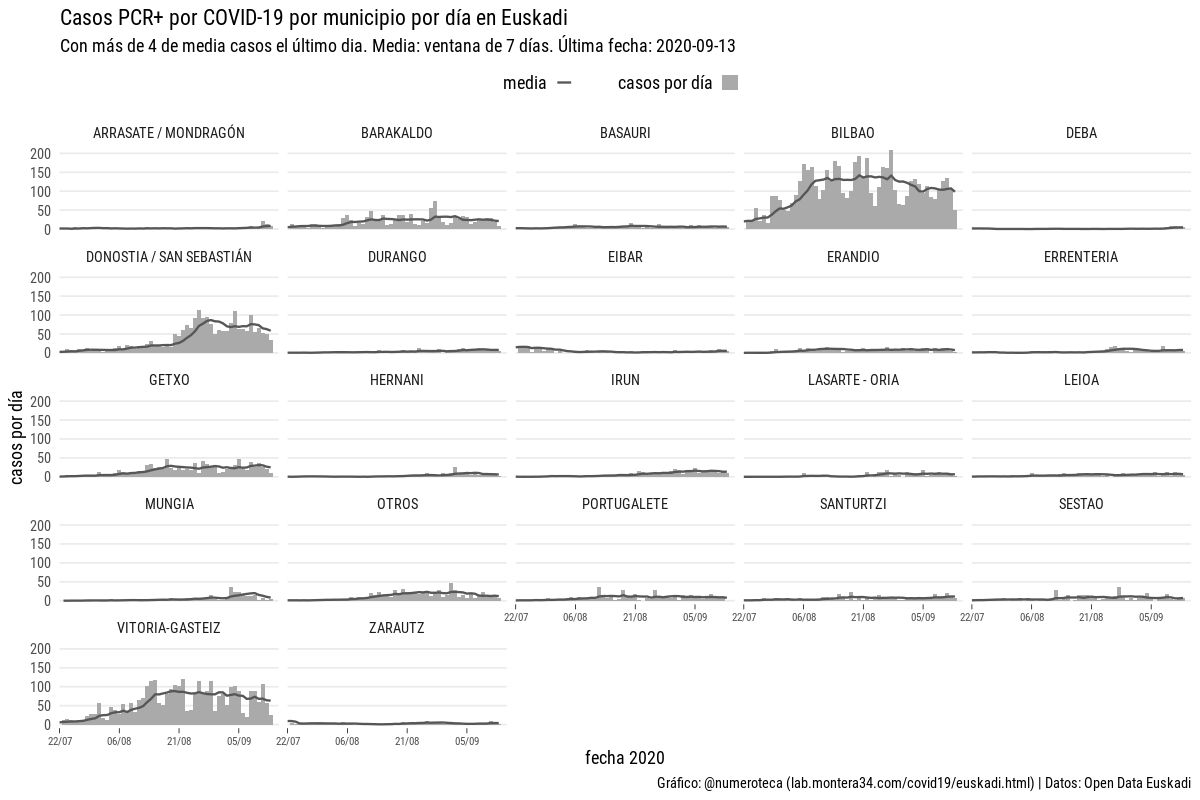 Casos PCR+ por COVID-19 por municipio por día en Euskadi
Con más de 4 de media casos el último dia. Media: ventana de 7 días. Última fecha: 2020-09-13
media casos por día
ARRASATE / MONDRAGÓN BARAKALDO BASAURI BILBAO DEBA
200
150
100
50
0
DONOSTIA / SAN SEBASTIÁN DURANGO EIBAR ERANDIO ERRENTERIA
200
150
100
50
0
GETXO HERNANI IRUN LASARTE - ORIA LEIOA
200
150
100
50
0
casos por día
MUNGIA OTROS PORTUGALETE SANTURTZI SESTAO
200
150
100
50
0
22/07 06/08 21/08 05/09 22/07 06/08 21/08 05/09 22/07 06/08 21/08 05/09
VITORIA-GASTEIZ ZARAUTZ
200
150
100
50
0
22/07 06/08 21/08 05/09 22/07 06/08 21/08 05/09
fecha 2020
Gráfico: @numeroteca (lab.montera34.com/covid19/euskadi.html) | Datos: Open Data Euskadi